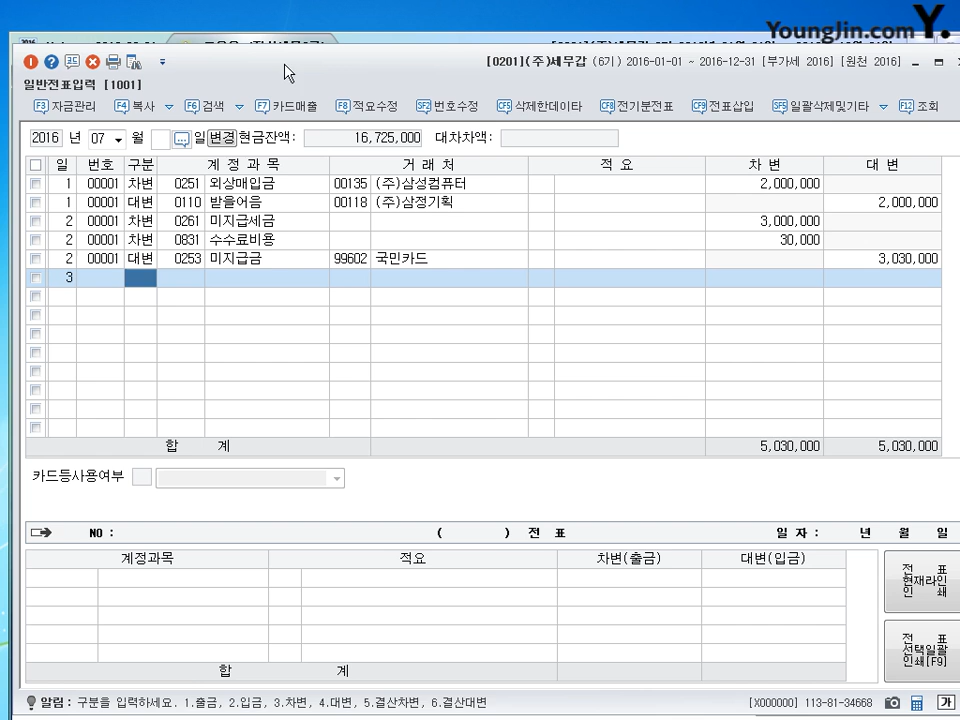 YoungJin.com Y.
[0201](주)세무갑 (6기) 2016-01-01 ~ 2016-12-31 [부가세 2016] [원천 2016]
일반전표입력 [1001]
F3 자금관리 F4 복사 F6 검색 F7 카드매출 F8 적요수정 SF2 번호수정 CF5 삭제한데이타 CF8 전기분전표 CF9 전표삽입 SF5 일괄삭제및기타 F12 조회
2016 년 07 월 일 변경 현금잔액: 16,725,000 대차차액:
일 번호 구분 계 정 과 목 거 래 처 적 요 차 변 대 변
1 00001 차변 0251 외상매입금 00135 (주)삼성컴퓨터 2,000,000
1 00001 대변 0110 받을어음 00118 (주)삼정기획 2,000,000
2 00001 차변 0261 미지급세금 3,000,000
2 00001 차변 0831 수수료비용 30,000
2 00001 대변 0253 미지급금 99602 국민카드 3,030,000
3
합 계 5,030,000 5,030,000
카드등사용여부
NO : ( ) 전 표 일 자 : 년 월 일
계정과목 적요 차변(출금) 대변(입금)
전 표
현재라인
인 쇄
전 표
선택일괄
인쇄[F9]
합 계
알림 : 구분을 입력하세요. 1.출금, 2.입금, 3.차변, 4.대변, 5.결산차변, 6.결산대변
[X000000] 113-81-34668 가